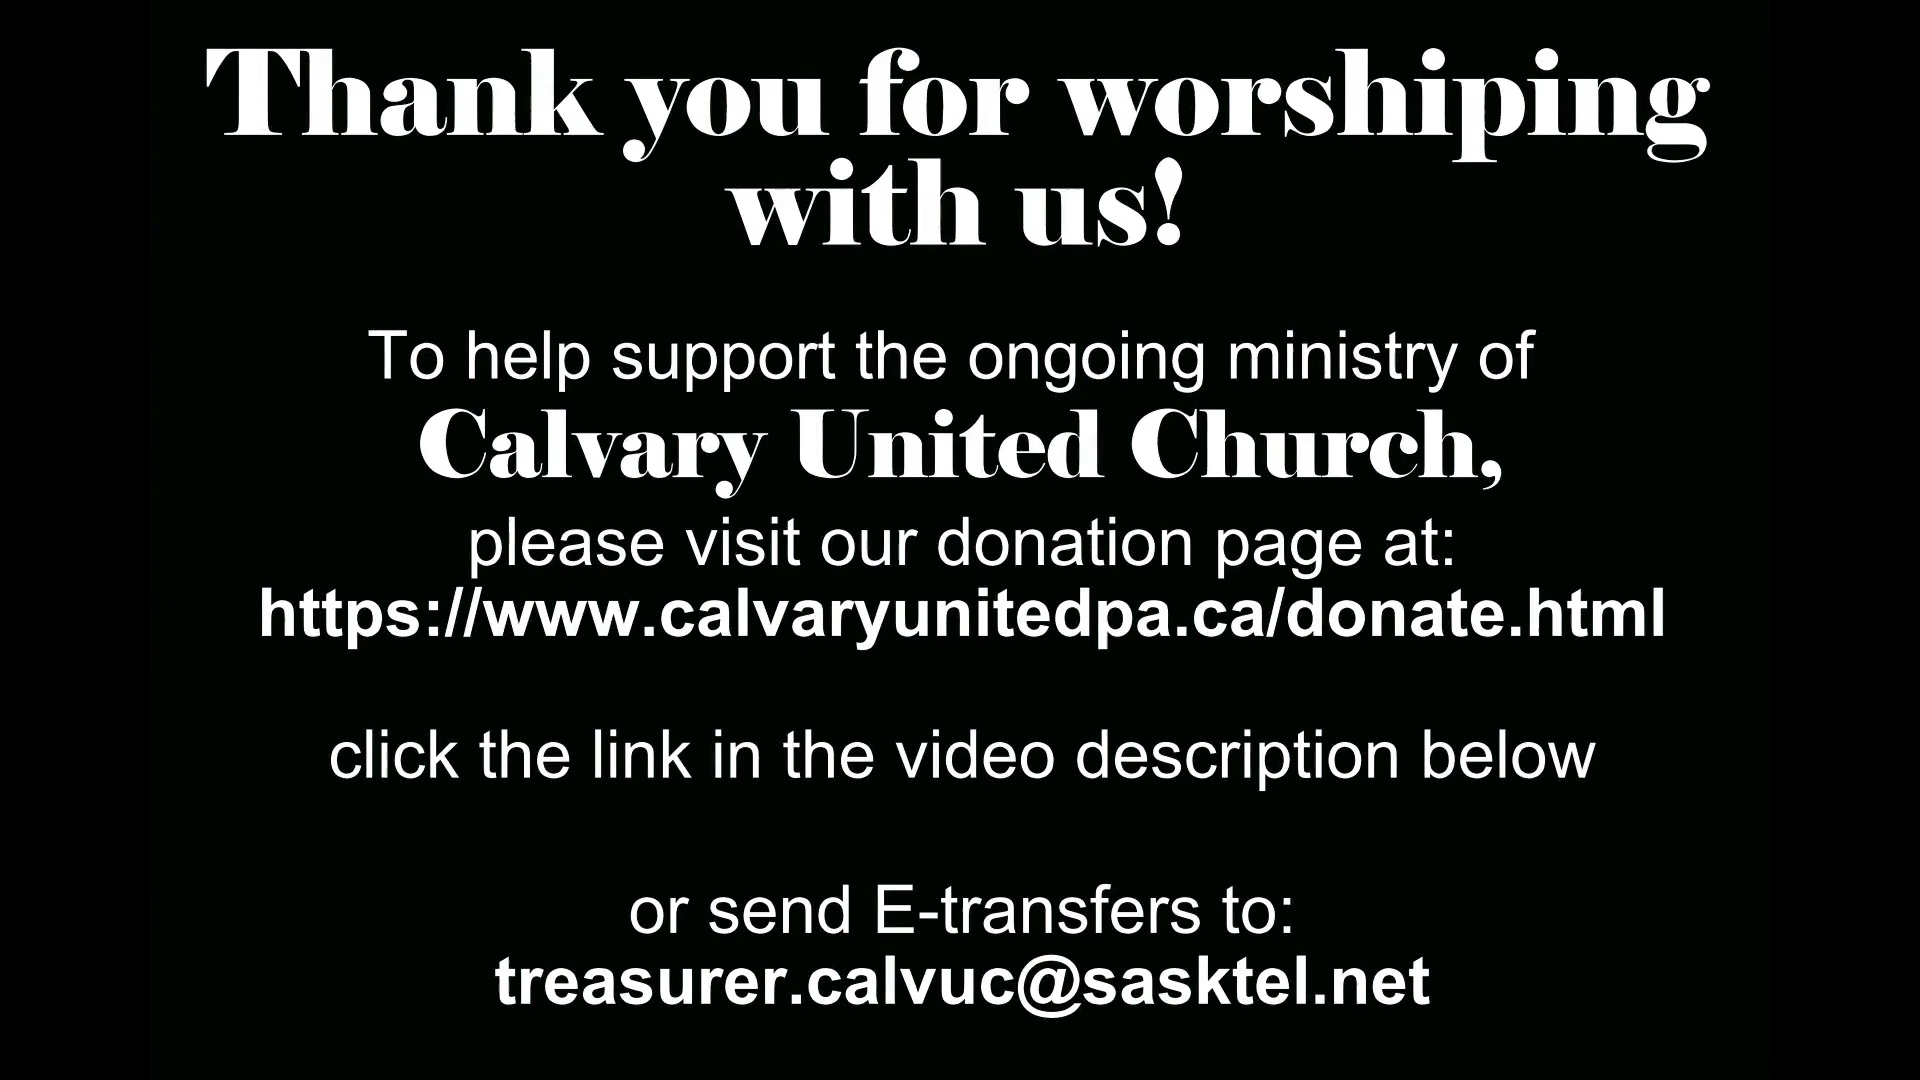 Thank you for worshiping
with us!
To help support the ongoing ministry of
Calvary United Church,
please visit our donation page at:
https://www.calvaryunitedpa.ca/donate.html
click the link in the video description below
or send E-transfers to:
treasurer.calvuc@sasktel.net